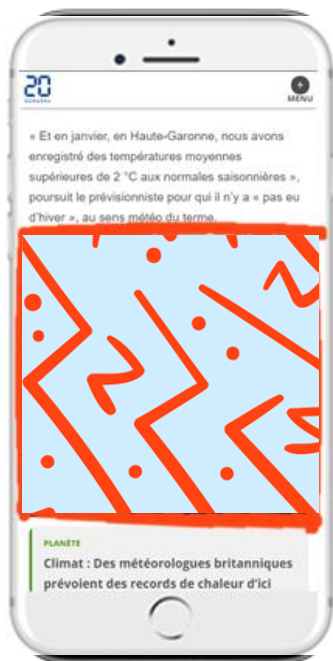 20
MENU
« Et en janvier, en Haute-Garonne, nous avons
enregistré des températures moyennes
supérieures de 2 °C aux normales saisonnières »,
poursuit le prévisionniste pour qui il n'y a « pas eu
d'hiver », au sens météo du terme.
PLANÈTE
Climat : Des météorologues britanniques
prévoient des records de chaleur d'ici